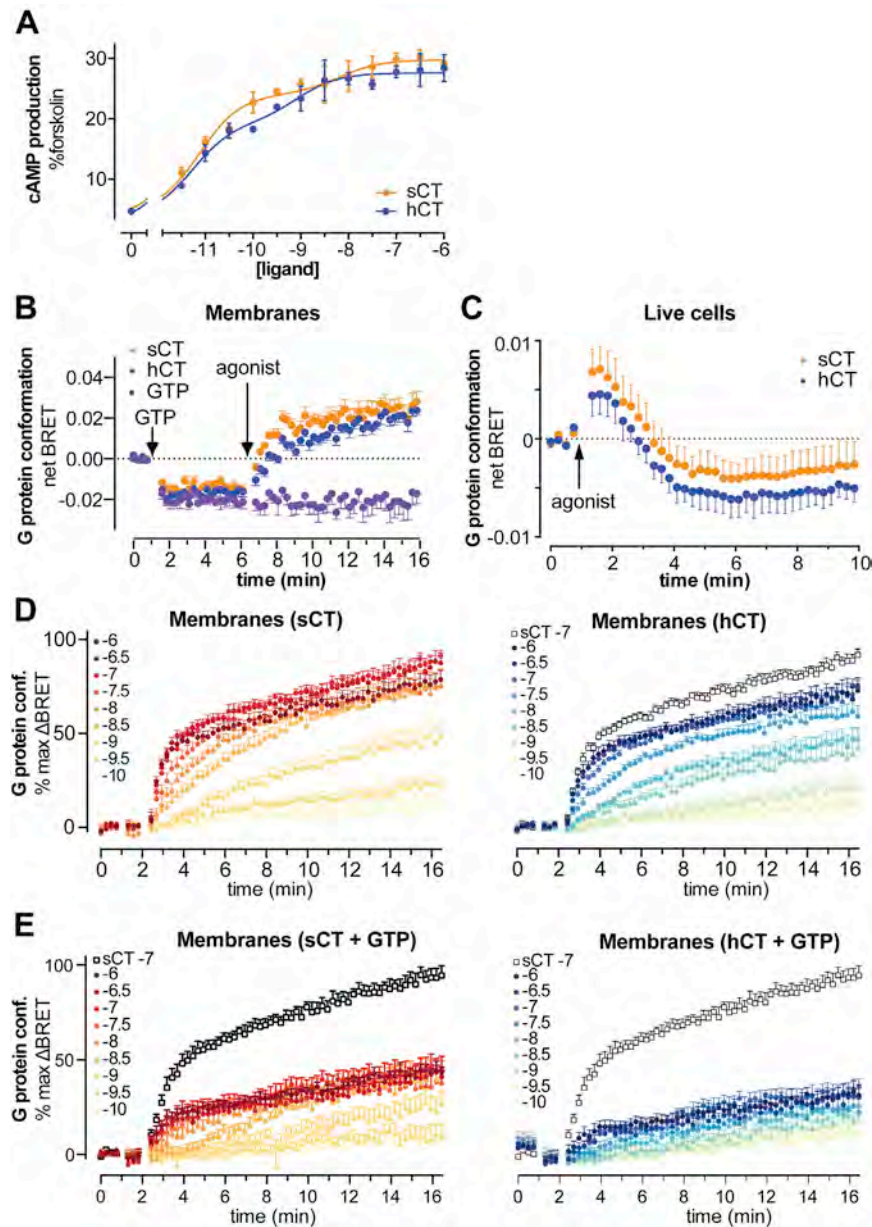 A
cAMP production
%forskolin
30
20
10
sCT
hCT
0 -11 -10 -9 -8 -7 -6
[ligand]
B
Membranes
G protein conformation
net BRET
sCT
hCT
GTP
GTP
agonist
0.04
0.02
0.00
-0.02
0 2 4 6 8 10 12 14 16
time (min)
C
Live cells
G protein conformation
net BRET
0.01
0
-0.01
sCT
hCT
agonist
0 2 4 6 8 10
time (min)
D
Membranes (sCT)
G protein conf.
% max ΔBRET
100
50
0
-6
-6.5
-7
-7.5
-8
-8.5
-9
-9.5
-10
0 2 4 6 8 10 12 14 16
time (min)
Membranes (hCT)
sCT -7
-6
-6.5
-7
-7.5
-8
-8.5
-9
-9.5
-10
0 2 4 6 8 10 12 14 16
time (min)
E
Membranes (sCT + GTP)
G protein conf.
% max ΔBRET
100
50
0
sCT -7
-6
-6.5
-7
-7.5
-8
-8.5
-9
-9.5
-10
0 2 4 6 8 10 12 14 16
time (min)
Membranes (hCT + GTP)
sCT -7
-6
-6.5
-7
-7.5
-8
-8.5
-9
-9.5
-10
0 2 4 6 8 10 12 14 16
time (min)